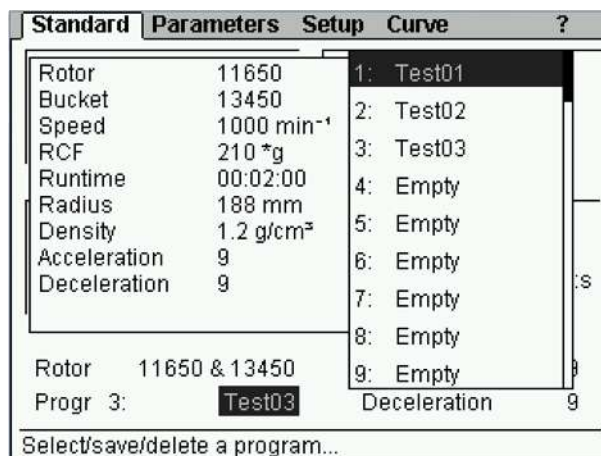 Standard Parameters Setup Curve ?
Rotor 11650
Bucket 13450
Speed 1000 min⁻¹
RCF 210 *g
Runtime 00:02:00
Radius 188 mm
Density 1.2 g/cm³
Acceleration 9
Deceleration 9
1: Test01
2: Test02
3: Test03
4: Empty
5: Empty
6: Empty
7: Empty
8: Empty
9: Empty
:s
Rotor 11650 & 13450
Progr 3: Test03 Deceleration 9
Select/save/delete a program...